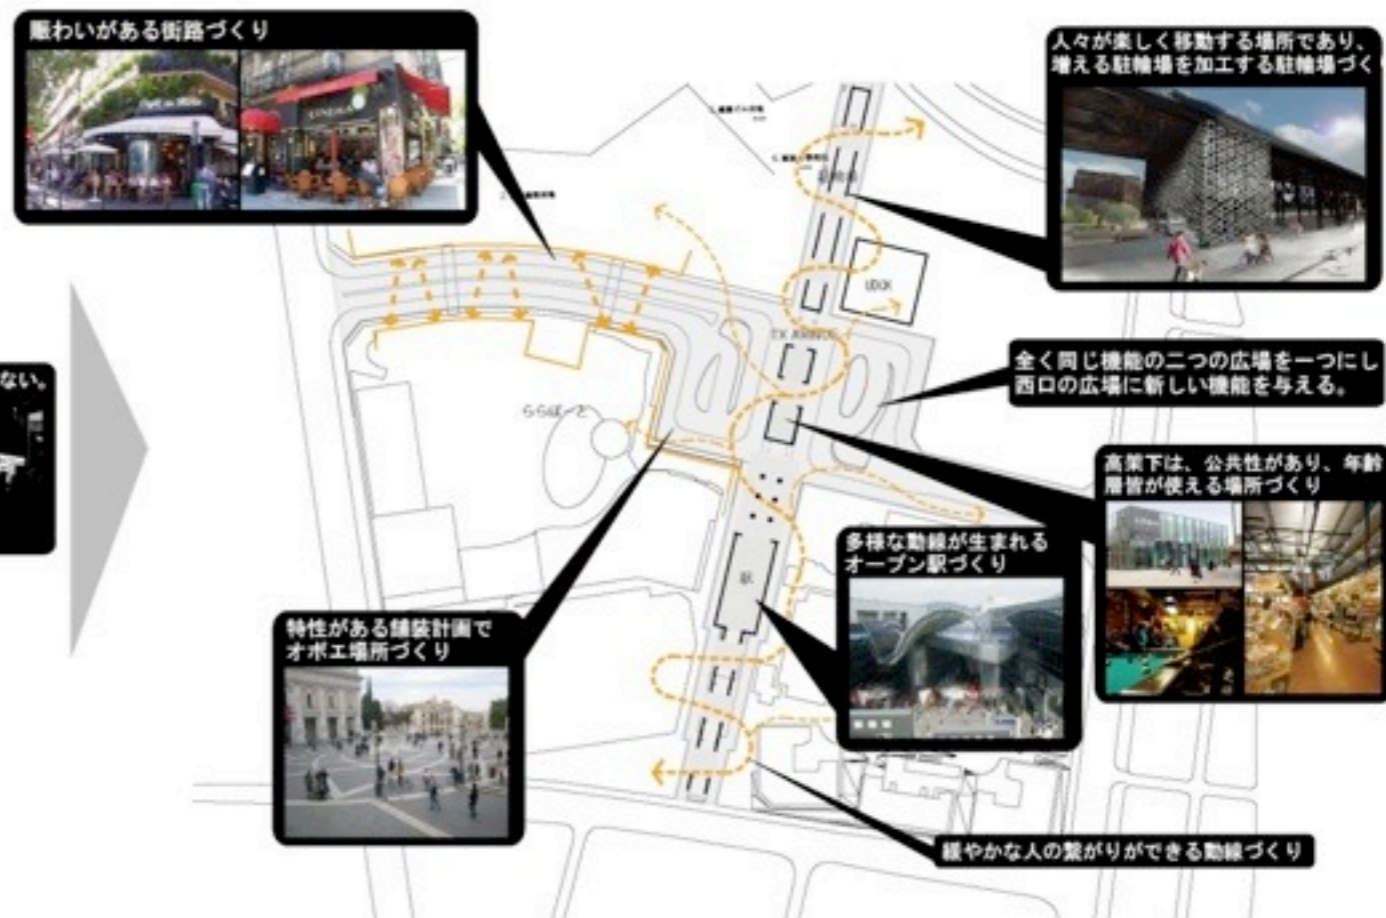 賑わいがある街路づくり
人々が楽しく移動する場所であり、
増える駐輪場を加工する駐輪場づく
ない。
UDCK
TX AVENUE
全く同じ機能の二つの広場を一つにし
西口の広場に新しい機能を与える。
ららぽーと
高架下は、公共性があり、年齢
層皆が使える場所づくり
多様な動線が生まれる
オープン駅づくり
駅
特性がある舗装計画で
オボエ場所づくり
緩やかな人の繋がりができる動線づくり